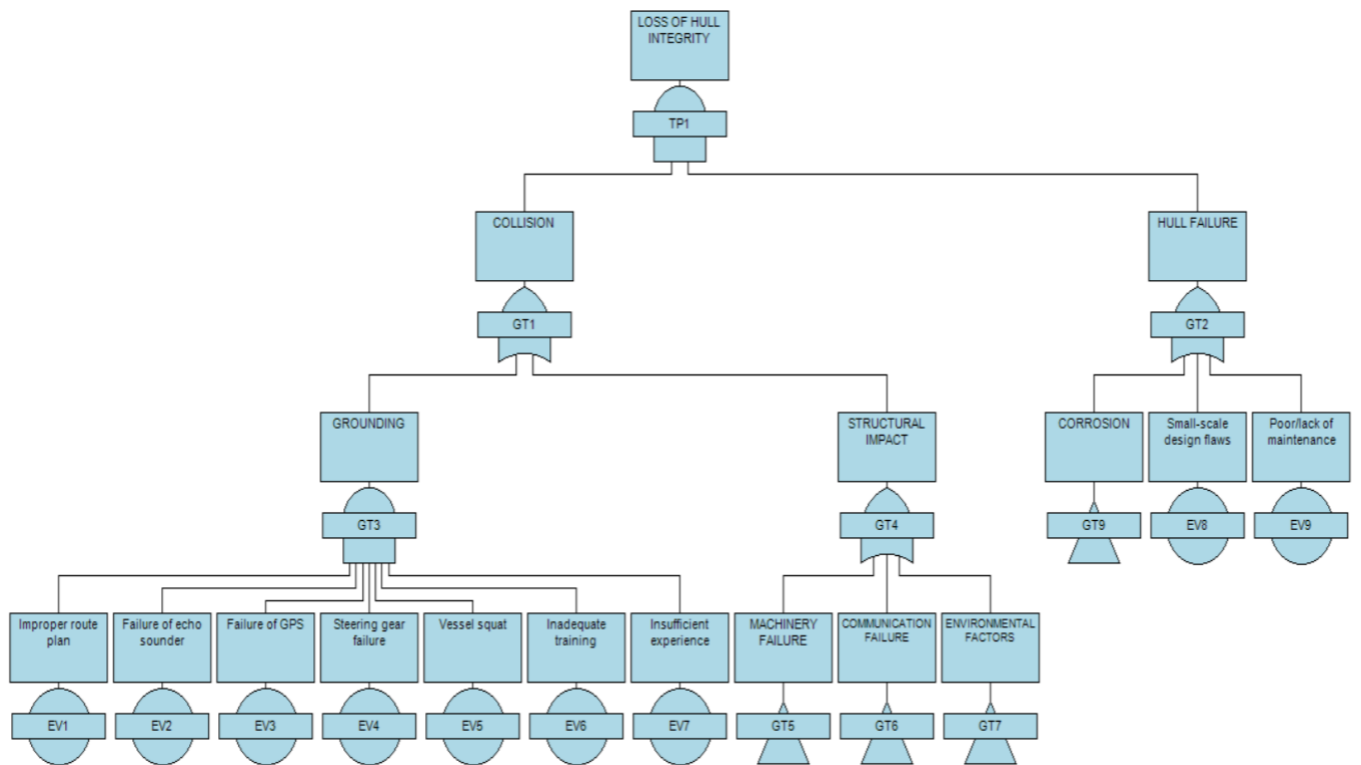 LOSS OF HULL
INTEGRITY
TP1
COLLISION
HULL FAILURE
GT1
GT2
GROUNDING
STRUCTURAL
IMPACT
CORROSION
Small-scale
design flaws
Poor/lack of
maintenance
GT3
GT4
GT9
EV8
EV9
Improper route
plan
Failure of echo
sounder
Failure of GPS
Steering gear
failure
Vessel squat
Inadequate
training
Insufficient
experience
MACHINERY
FAILURE
COMMUNICATION
FAILURE
ENVIRONMENTAL
FACTORS
EV1
EV2
EV3
EV4
EV5
EV6
EV7
GT5
GT6
GT7